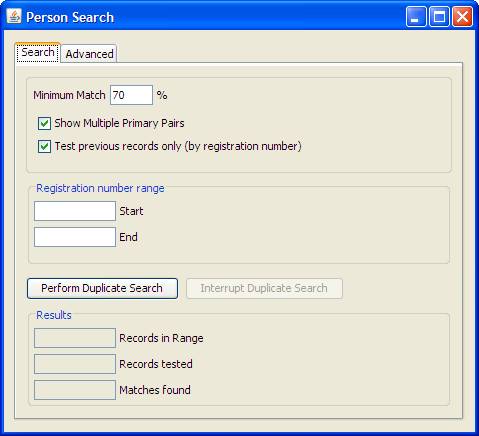 Person Search
Search Advanced
Minimum Match 70 %
Show Multiple Primary Pairs
Test previous records only (by registration number)
Registration number range
Start
End
Perform Duplicate Search Interrupt Duplicate Search
Results
Records in Range
Records tested
Matches found